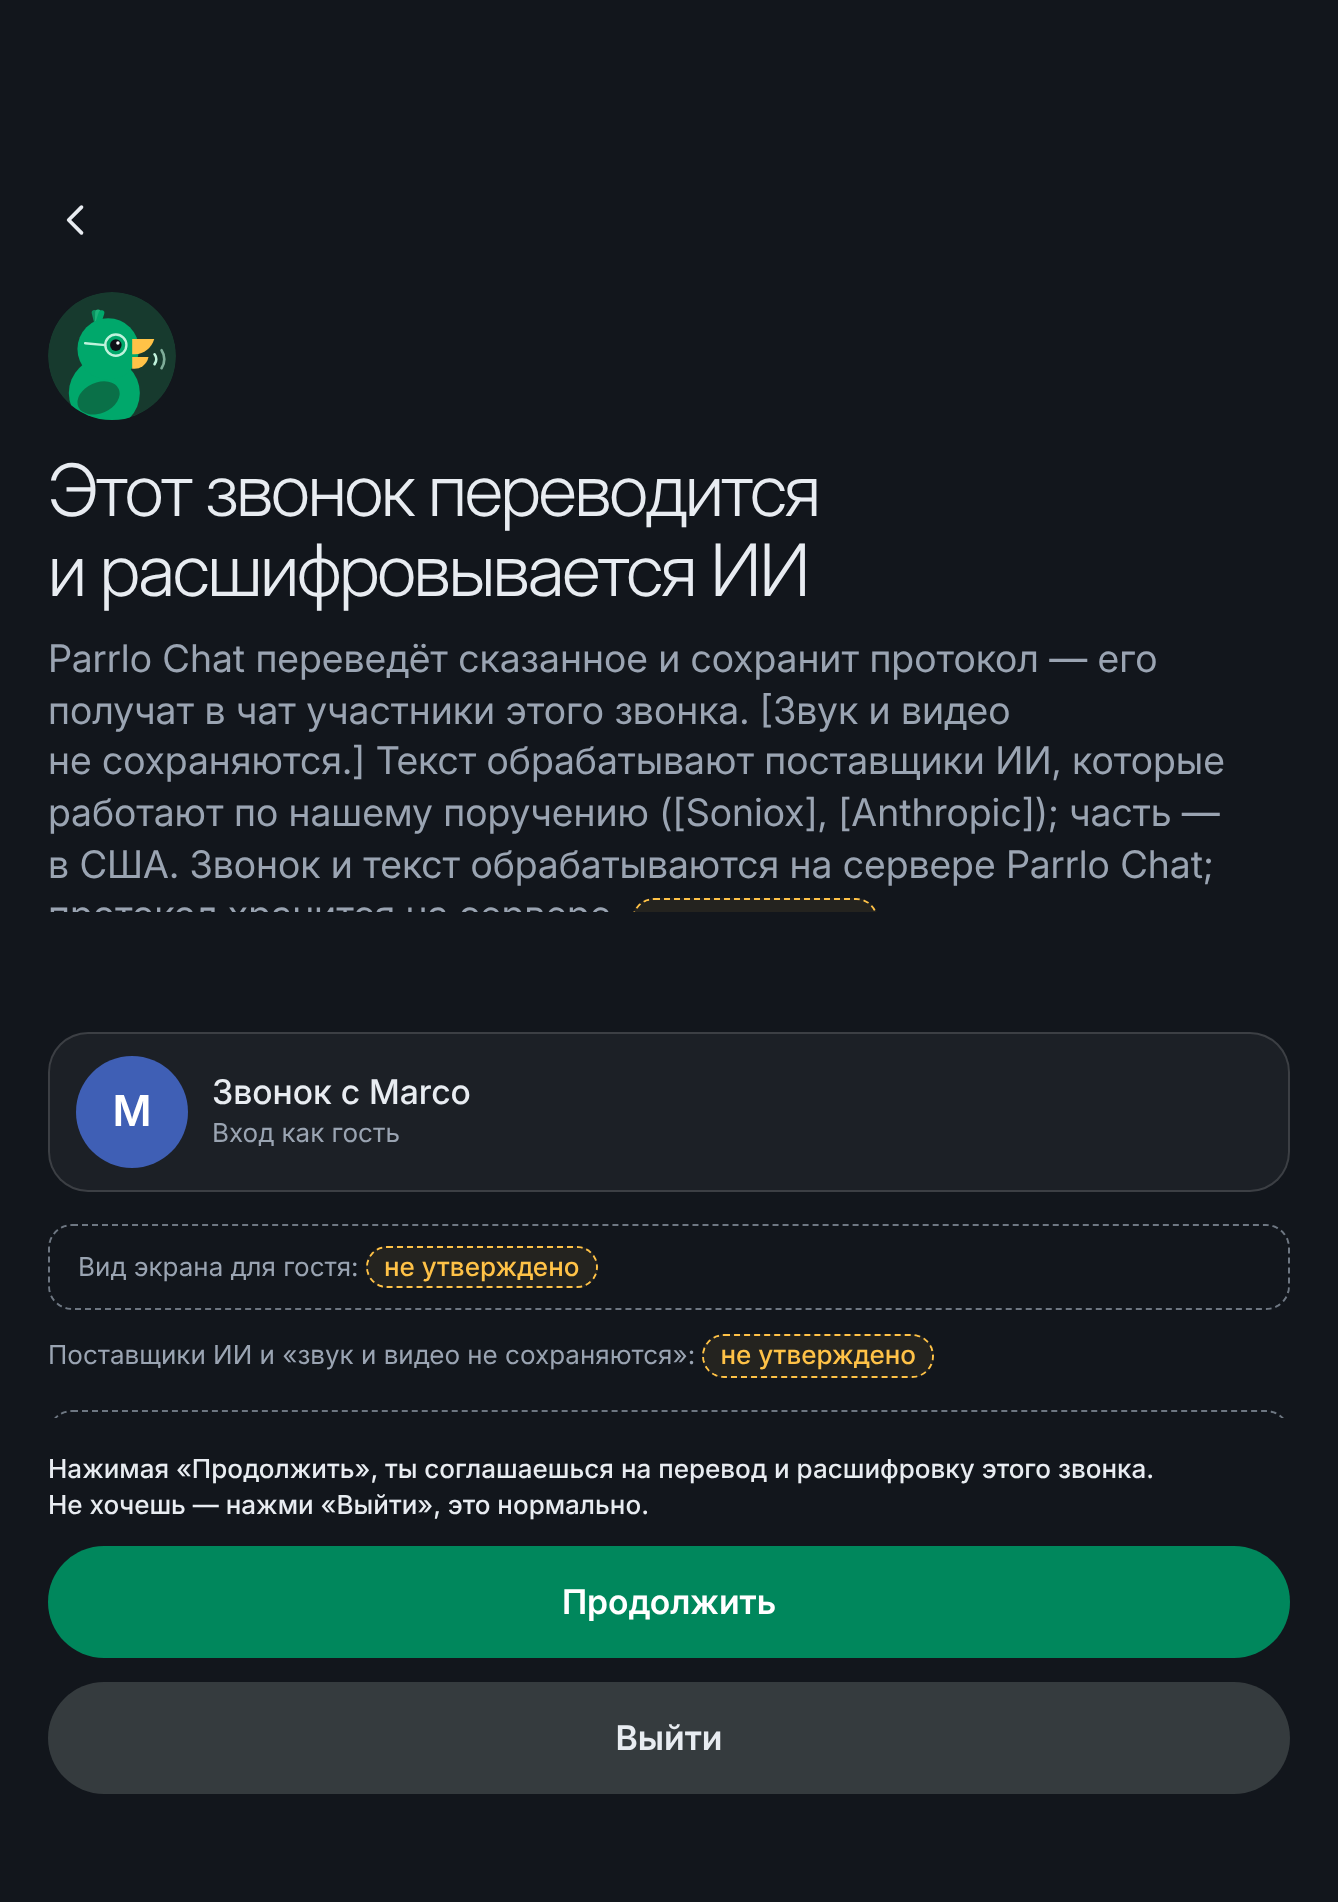 Этот звонок переводится
и расшифровывается ИИ
Parrlo Chat переведёт сказанное и сохранит протокол — его
получат в чат участники этого звонка. [Звук и видео
не сохраняются.] Текст обрабатывают поставщики ИИ, которые
работают по нашему поручению ([Soniox], [Anthropic]); часть —
в США. Звонок и текст обрабатываются на сервере Parrlo Chat;
протокол хранится на сервере
M
Звонок с Marco
Вход как гость
Вид экрана для гостя: не утверждено
Поставщики ИИ и «звук и видео не сохраняются»: не утверждено
Нажимая «Продолжить», ты соглашаешься на перевод и расшифровку этого звонка.
Не хочешь — нажми «Выйти», это нормально.
Продолжить
Выйти